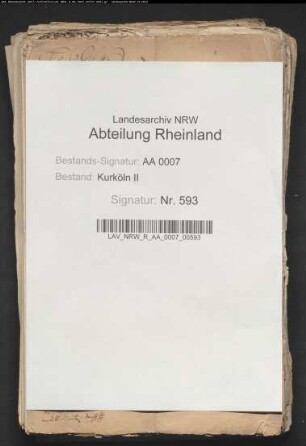 Landesarchiv NRW
Abteilung Rheinland
Bestands-Signatur: AA 0007
Bestand: Kurköln II
Signatur: Nr. 593
LAV_NRW_R_AA_0007_00593